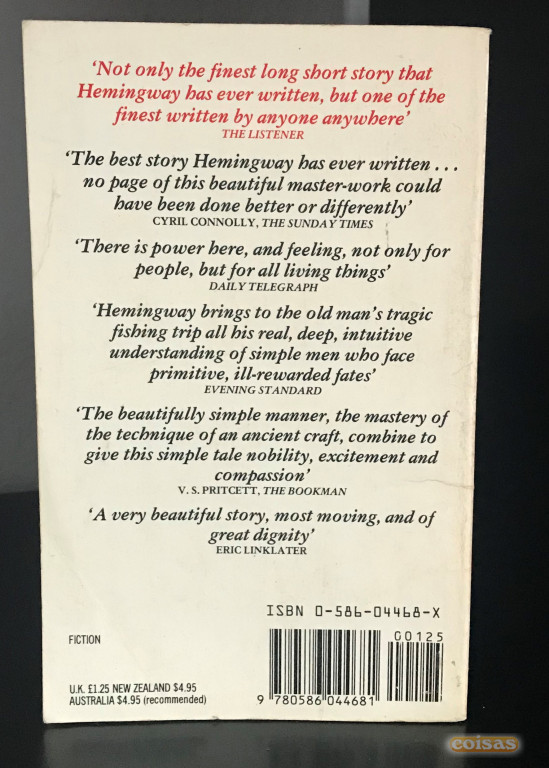 ‘Not only the finest long short story that
Hemingway has ever written, but one of the
finest written by anyone anywhere’
THE LISTENER
‘The best story Hemingway has ever written . . .
no page of this beautiful master-work could
have been done better or differently’
CYRIL CONNOLLY, THE SUNDAY TIMES
‘There is power here, and feeling, not only for
people, but for all living things’
DAILY TELEGRAPH
‘Hemingway brings to the old man’s tragic
fishing trip all his real, deep, intuitive
understanding of simple men who face
primitive, ill-rewarded fates’
EVENING STANDARD
‘The beautifully simple manner, the mastery of
the technique of an ancient craft, combine to
give this simple tale nobility, excitement and
compassion’
V. S. PRITCETT, THE BOOKMAN
‘A very beautiful story, most moving, and of
great dignity’
ERIC LINKLATER
ISBN 0-586-04468-X
00125
FICTION
U.K. £1.25 NEW ZEALAND $4.95
AUSTRALIA $4.95 (recommended)
9 780586 044681
coisas